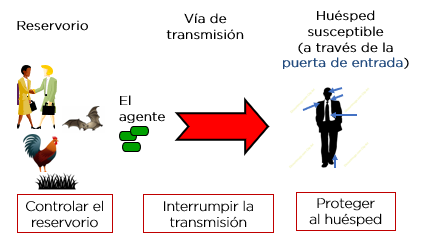 Reservorio
Vía de
transmisión
Huésped
susceptible
(a través de la
puerta de entrada)
El
agente
Controlar el
reservorio
Interrumpir la
transmisión
Proteger
al huésped